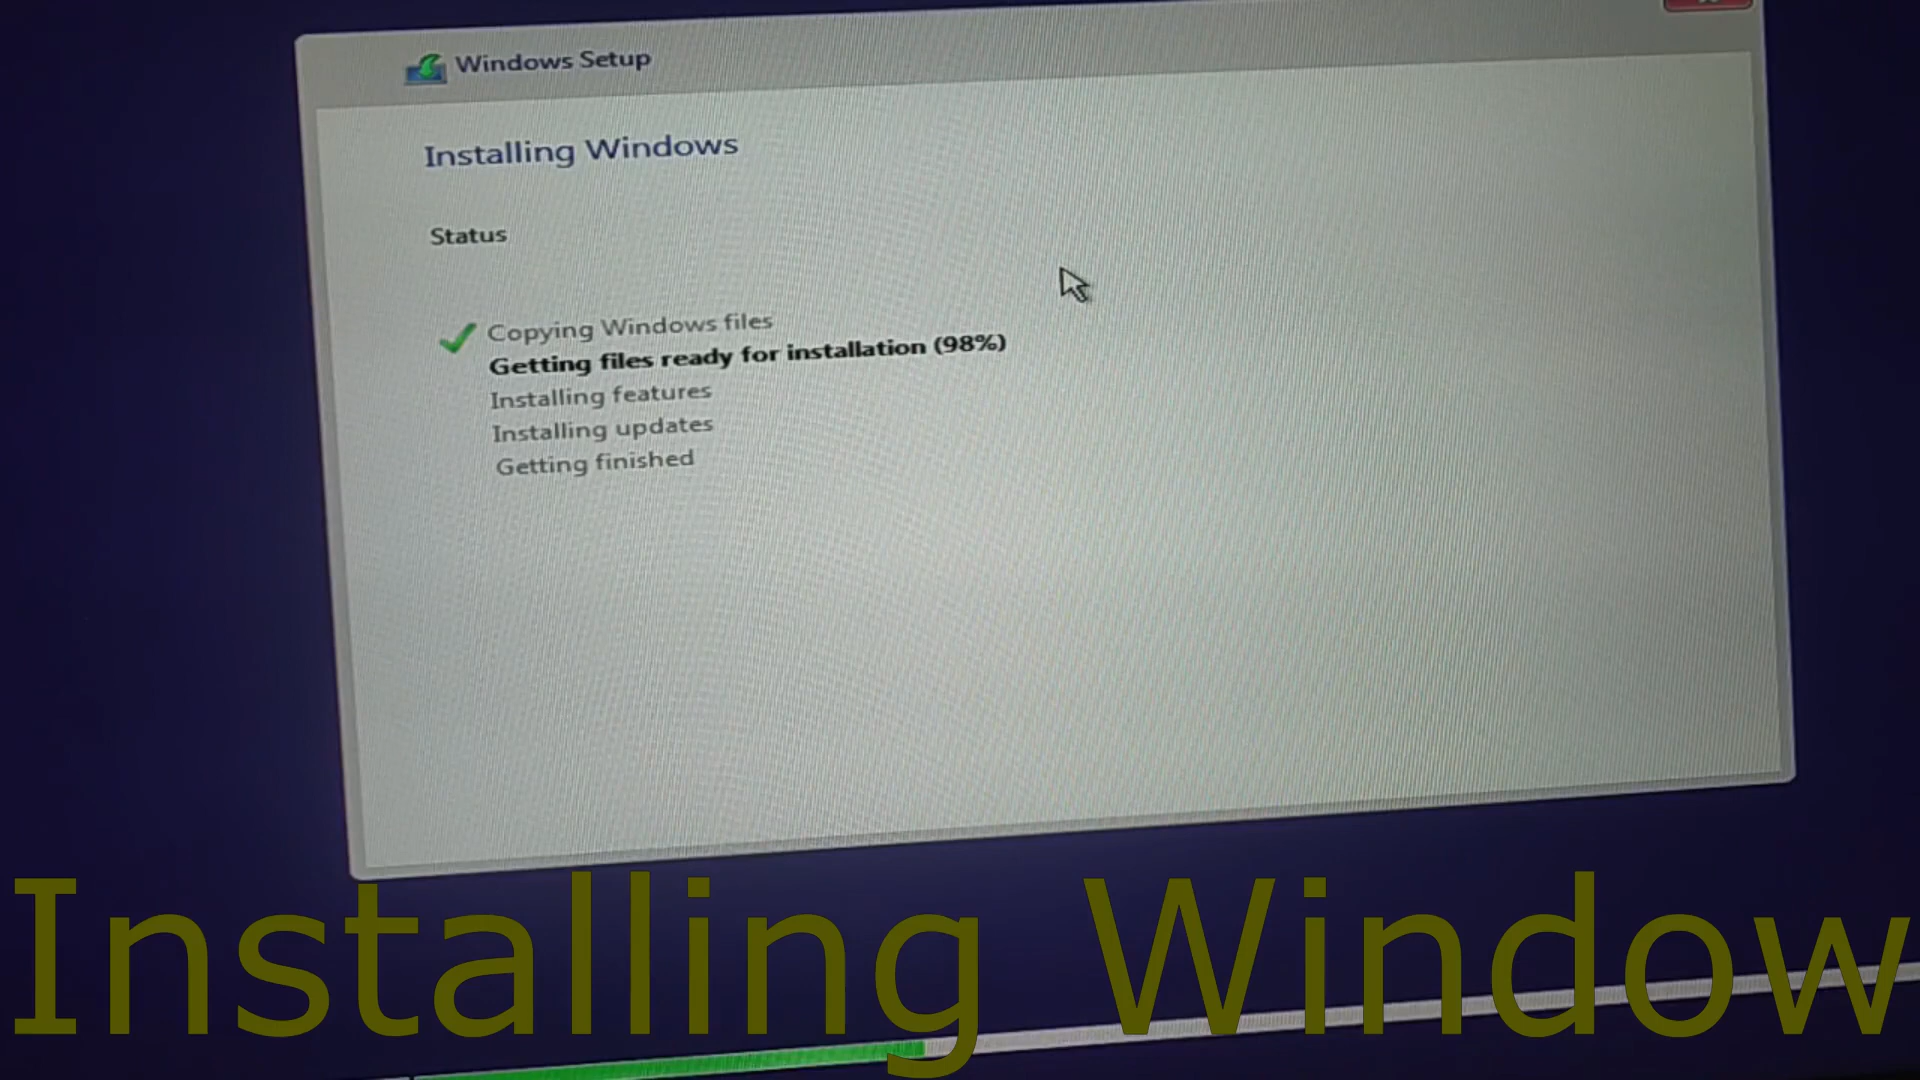 Windows Setup
Installing Windows
Status
Copying Windows files
Getting files ready for installation (98%)
Installing features
Installing updates
Getting finished
Installing Window